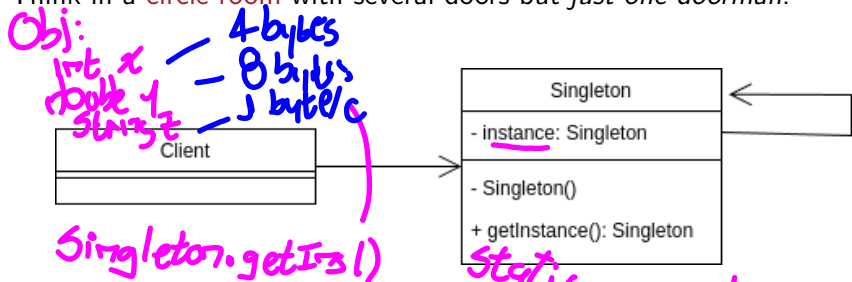 Think in a circle room with several doors but just one doorman.
Obj:
int x
4 bytes
double y
8 bytes
string z
1 byte/c
Client
Singleton
- instance: Singleton
- Singleton()
+ getInstance(): Singleton
Singleton.getIns()